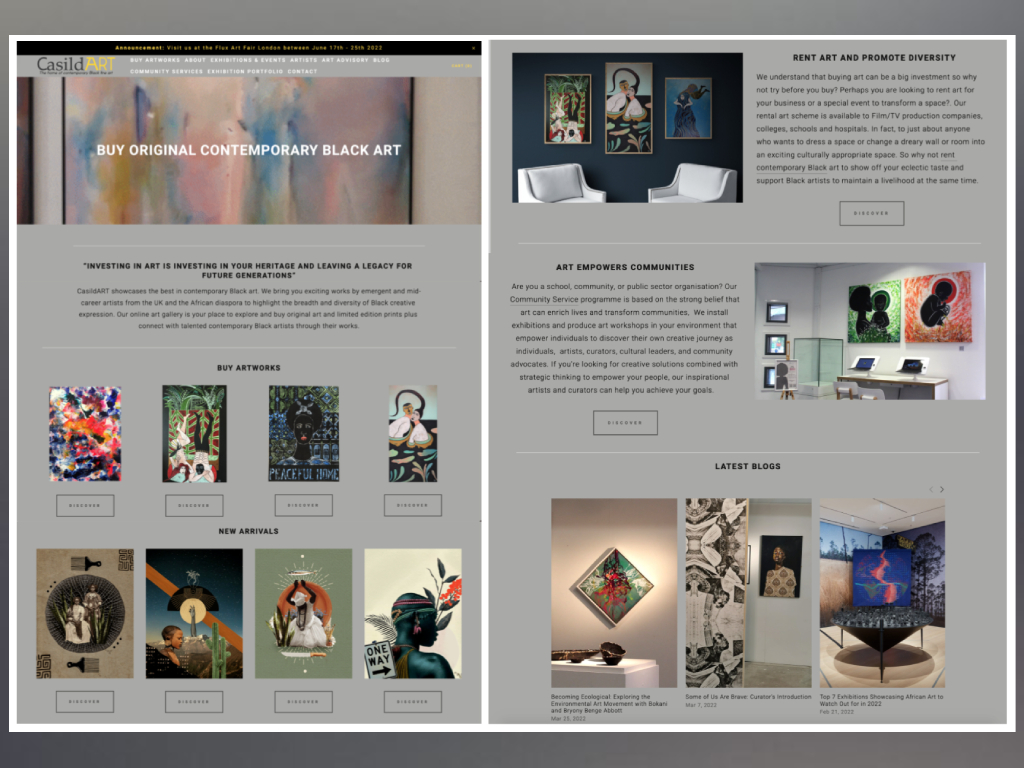 Announcement: Visit us at the Flux Art Fair London between June 17th - 25th 2022
CasildART
The home of contemporary Black fine art
BUY ARTWORKS ABOUT EXHIBITIONS & EVENTS ARTISTS ART ADVISORY BLOG
COMMUNITY SERVICES EXHIBITION PORTFOLIO CONTACT
BUY ORIGINAL CONTEMPORARY BLACK ART
"INVESTING IN ART IS INVESTING IN YOUR HERITAGE AND LEAVING A LEGACY FOR
FUTURE GENERATIONS"
CasildART showcases the best in contemporary Black art. We bring you exciting works by emergent and mid-
career artists from the UK and the African diaspora to highlight the breadth and diversity of Black creative
expression. Our online art gallery is your place to explore and buy original art and limited edition prints plus
connect with talented contemporary Black artists through their works.
BUY ARTWORKS
PEACEFUL HOME
DISCOVER DISCOVER DISCOVER DISCOVER
NEW ARRIVALS
ONE
WAY
DISCOVER DISCOVER DISCOVER DISCOVER
RENT ART AND PROMOTE DIVERSITY
We understand that buying art can be a big investment so why
not try before you buy? Perhaps you are looking to rent art for
your business or a special event to transform a space?. Our
rental art scheme is available to Film/TV production companies,
colleges, schools and hospitals. In fact, to just about anyone
who wants to dress a space or change a dreary wall or room into
an exciting culturally appropriate space. So why not rent
contemporary Black art to show off your eclectic taste and
support Black artists to maintain a livelihood at the same time.
DISCOVER
ART EMPOWERS COMMUNITIES
Are you a school, community, or public sector organisation? Our
Community Service programme is based on the strong belief that
art can enrich lives and transform communities, We install
exhibitions and produce art workshops in your environment that
empower individuals to discover their own creative journey as
individuals, artists, curators, cultural leaders, and community
advocates. If you're looking for creative solutions combined with
strategic thinking to empower your people, our inspirational
artists and curators can help you achieve your goals.
DISCOVER
LATEST BLOGS
Becoming Ecological: Exploring the
Environmental Art Movement with Bokani
and Bryony Benge Abbott
Mar 25, 2022
Some of Us Are Brave: Curator's Introduction
Mar 7, 2022
Top 7 Exhibitions Showcasing African Art to
Watch Out for in 2022
Feb 21, 2022